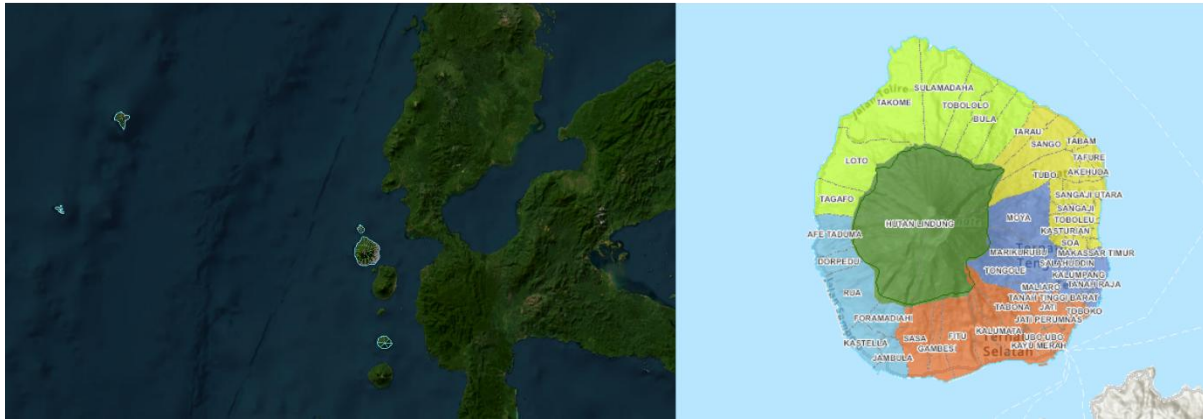 SULAMADAHA
TAKOME
TOBOLOLO
BULA
TARAU
SANGO
TABAM
TAFURE
LOTO
TUBO
AKEHUDA
TAGAFO
SANGAJI UTARA
SANGAJI
MOYA
TOBOLEU
HUTAN LINDUNG
KASTURIAN
AFE TADUMA
SOA
MARIKURUBU
MAKASSAR TIMUR
DORPEDU
SALAHUDDIN
TONGOLE
KALUMPANG
TANAH RAJA
RUA
MALIARO
TANAH TINGGI BARAT
TABONA
JATI
TOBOKO
FORAMADIAHI
JATI PERUMNAS
KALUMATA
KASTELLA
SASA
FITU
UBO-UBO
GAMBESI
KAYU MERAH
Selatan
JAMBULA